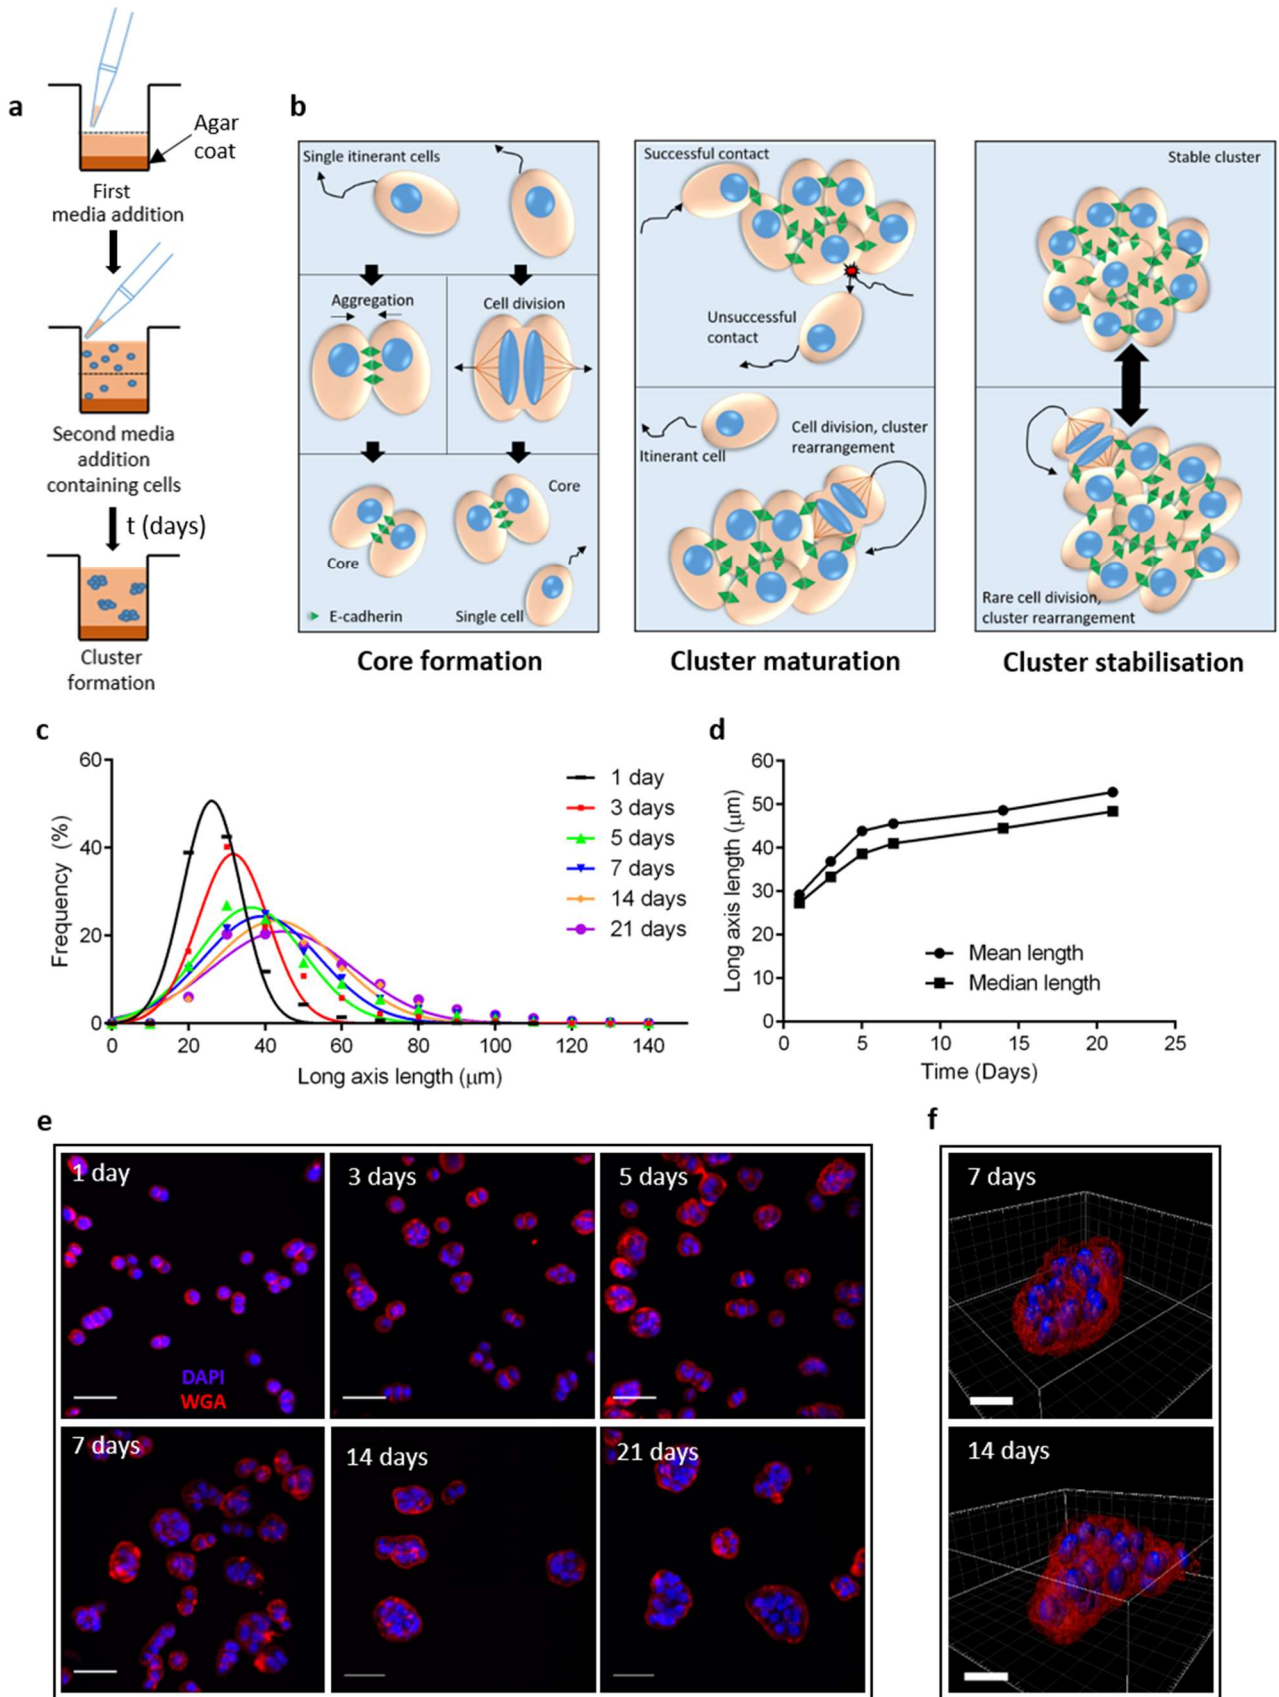 a
Agar
coat
First
media addition
Second media
addition
containing cells
t (days)
Cluster
formation
b
Single itinerant cells
Aggregation
Cell division
Core
Core
E-cadherin
Single cell
Core formation
Successful contact
Unsuccessful
contact
Itinerant cell
Cell division, cluster
rearrangement
Cluster maturation
Stable cluster
Rare cell division,
cluster rearrangement
Cluster stabilisation
c
60
40
20
0
Frequency (%)
0
20
40
60
80
100
120
140
Long axis length (μm)
1 day
3 days
5 days
7 days
14 days
21 days
d
60
50
40
30
20
10
0
Long axis length (μm)
Mean length
Median length
0
5
10
15
20
25
Time (Days)
e
1 day
DAPI
WGA
3 days
5 days
7 days
14 days
21 days
f
7 days
14 days